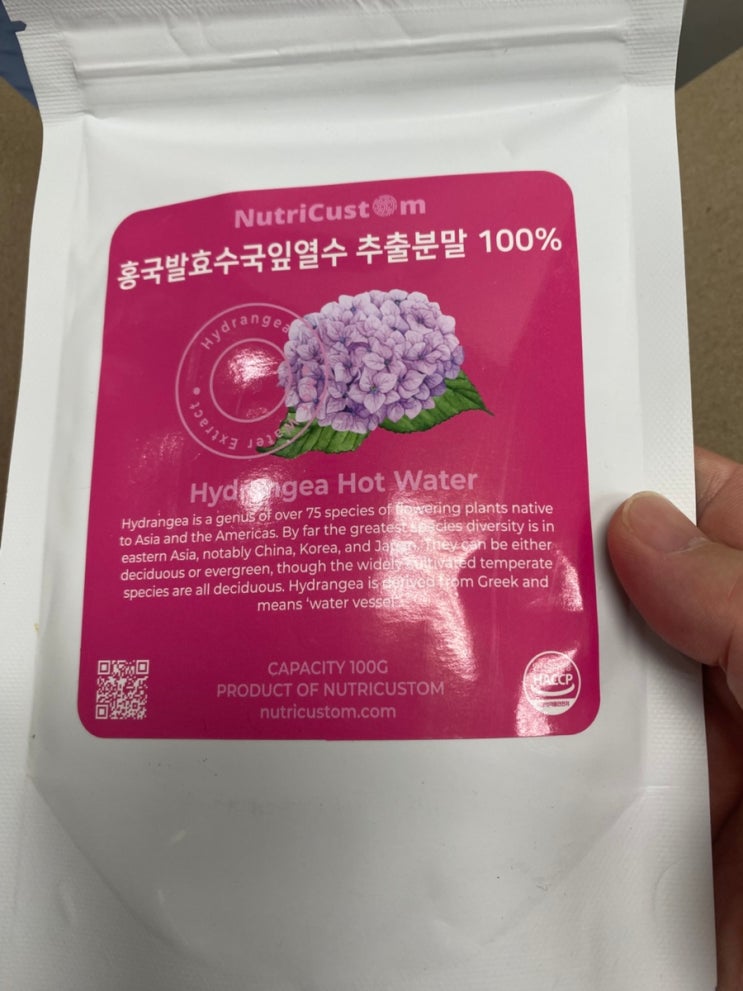 NutriCustom
홍국발효수국잎열수 추출분말 100%
Hydrangea
Water Extract
Hydrangea Hot Water
Hydrangea is a genus of over 75 species of flowering plants native
to Asia and the Americas. By far the greatest species diversity is in
eastern Asia, notably China, Korea, and Japan. They can be either
deciduous or evergreen, though the widely cultivated temperate
species are all deciduous. Hydrangea is derived from Greek and
means ‘water vessel’
CAPACITY 100G
PRODUCT OF NUTRICUSTOM
nutricustom.com
HACCP